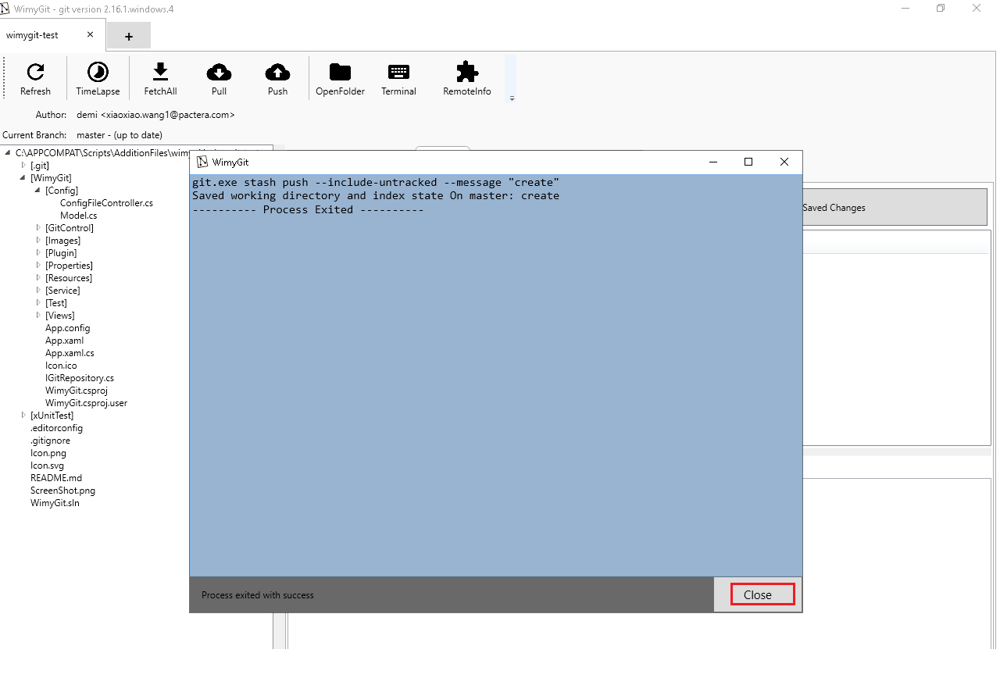 WimyGit - git version 2.16.1.windows.4
wimygit-test
+
Refresh
TimeLapse
FetchAll
Pull
Push
OpenFolder
Terminal
RemoteInfo
Author: demi <xiaoxiao.wang1@pactera.com>
Current Branch: master - (up to date)
C:\APPCOMPAT\Scripts\AdditionFiles\wimy
[.git]
[WimyGit]
[Config]
ConfigFileController.cs
Model.cs
[GitControl]
[Images]
[Plugin]
[Properties]
[Resources]
[Service]
[Test]
[Views]
App.config
App.xaml
App.xaml.cs
Icon.ico
IGitRepository.cs
WimyGit.csproj
WimyGit.csproj.user
[xUnitTest]
.editorconfig
.gitignore
Icon.png
Icon.svg
README.md
ScreenShot.png
WimyGit.sln
WimyGit
git.exe stash push --include-untracked --message "create"
Saved working directory and index state On master: create
---------- Process Exited ----------
Saved Changes
Process exited with success
Close